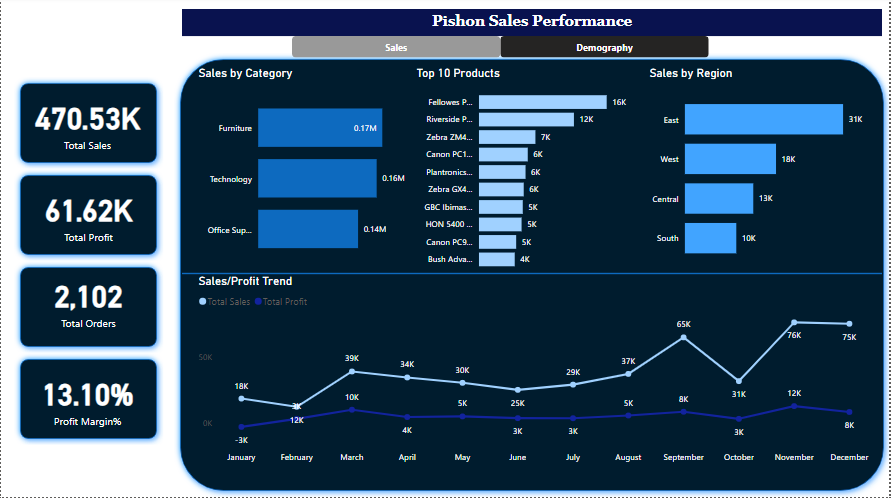 Pishon Sales Performance
Sales
Demography
470.53K
Total Sales
61.62K
Total Profit
2,102
Total Orders
13.10%
Profit Margin%
Sales by Category
Furniture 0.17M
Technology 0.16M
Office Sup... 0.14M
Top 10 Products
Fellowes P... 16K
Riverside P... 12K
Zebra ZM4... 7K
Canon PC1... 6K
Plantronics... 6K
Zebra GX4... 6K
GBC Ibimas... 5K
HON 5400 ... 5K
Canon PC9... 5K
Bush Adva... 4K
Sales by Region
East 31K
West 18K
Central 13K
South 10K
Sales/Profit Trend
Total Sales Total Profit
50K
0K
18K 12K 39K 34K 30K 25K 29K 37K 65K 31K 76K 75K
-3K 3K 10K 4K 5K 3K 3K 5K 8K 3K 12K 8K
January February March April May June July August September October November December